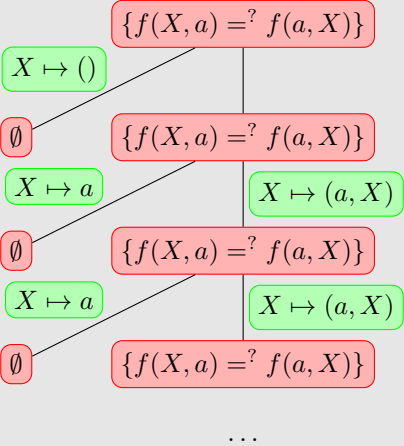 {f(X, a) =? f(a, X)}
X ↦ ()
∅
{f(X, a) =? f(a, X)}
X ↦ a
X ↦ (a, X)
∅
{f(X, a) =? f(a, X)}
X ↦ a
X ↦ (a, X)
∅
{f(X, a) =? f(a, X)}
...